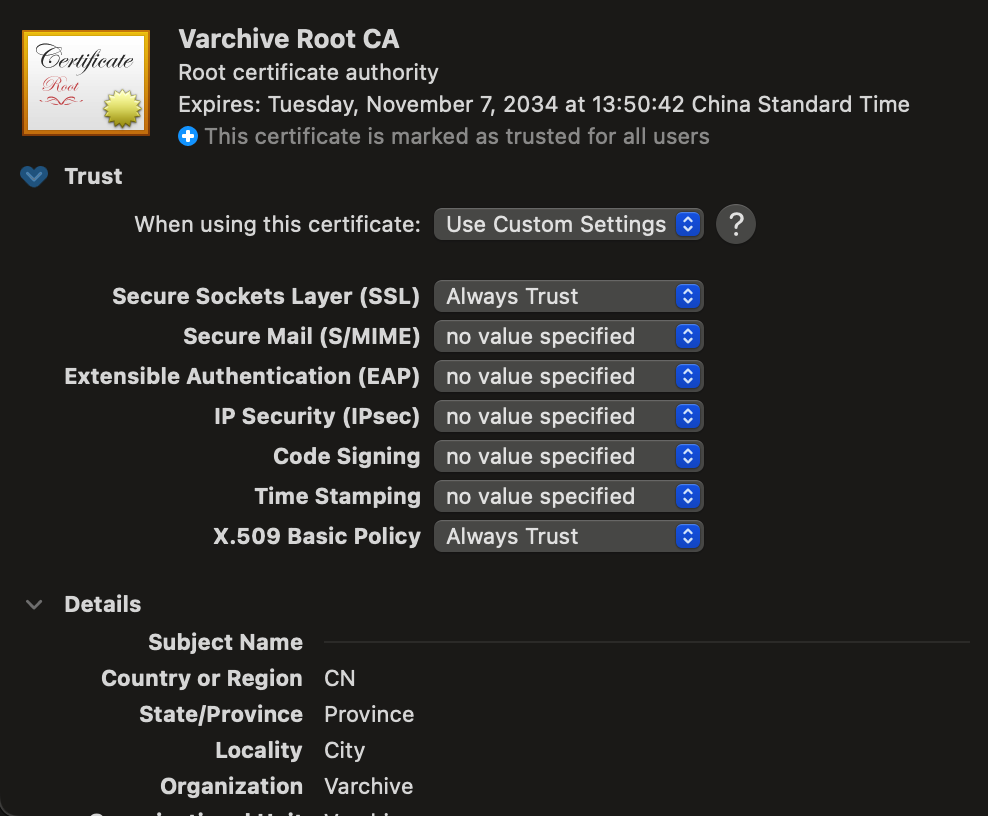 Certificate
Root
Varchive Root CA
Root certificate authority
Expires: Tuesday, November 7, 2034 at 13:50:42 China Standard Time
This certificate is marked as trusted for all users
Trust
When using this certificate: Use Custom Settings ?
Secure Sockets Layer (SSL) Always Trust
Secure Mail (S/MIME) no value specified
Extensible Authentication (EAP) no value specified
IP Security (IPsec) no value specified
Code Signing no value specified
Time Stamping no value specified
X.509 Basic Policy Always Trust
Details
Subject Name
Country or Region CN
State/Province Province
Locality City
Organization Varchive